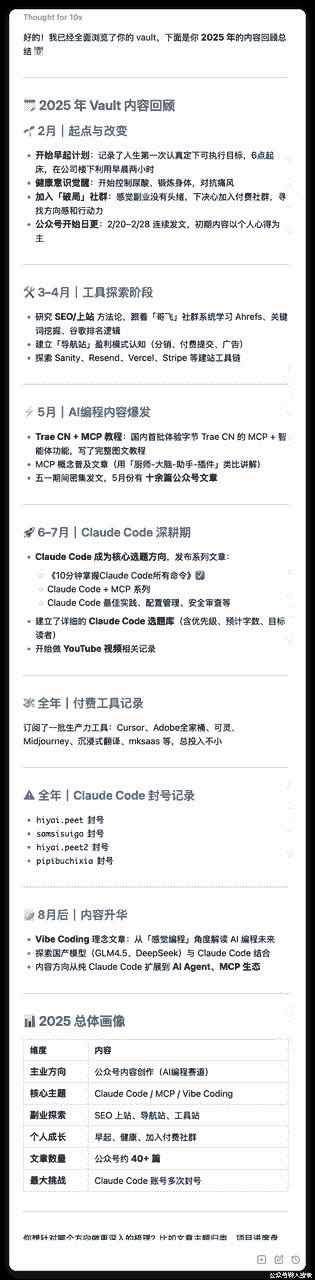 Thought for 10s
好的！我已经全面浏览了你的 vault，下面是你 2025 年的内容回顾总
结
2025 年 Vault 内容回顾
2月｜起点与改变
• 开始早起计划：记录了人生第一次认真定下可执行目标，6点起
床，在公司楼下利用早晨两小时
• 健康意识觉醒：开始控制尿酸、锻炼身体，对抗痛风
• 加入「破局」社群：感觉副业没有头绪，下决心加入付费社群，寻
找方向感和行动力
• 公众号开始日更：2/20–2/28 连续发文，初期内容以个人心得为
主
3–4月｜工具探索阶段
• 研究 SEO/上站 方法论，跟着「哥飞」社群系统学习 Ahrefs、关键
词挖掘、谷歌排名逻辑
• 建立「导航站」盈利模式认知（分销、付费提交、广告）
• 探索 Sanity、Resend、Vercel、Stripe 等建站工具链
5月｜AI编程内容爆发
• Trae CN + MCP 教程：国内首批体验字节 Trae CN 的 MCP + 智
能体功能，写了完整图文教程
• MCP 概念普及文章（用「厨师-大脑-助手-插件」类比讲解）
• 五一期间密集发文，5月份有 十余篇公众号文章
6–7月｜Claude Code 深耕期
• Claude Code 成为核心选题方向，发布系列文章：
《10分钟掌握Claude Code所有命令》
Claude Code + MCP 系列
Claude Code 最佳实践、配置管理、安全审查等
• 建立了详细的 Claude Code 选题库（含优先级、预计字数、目标
读者）
• 开始做 YouTube 视频相关记录
全年｜付费工具记录
订阅了一批生产力工具：Cursor、Adobe全家桶、可灵、
Midjourney、沉浸式翻译、mksaas 等，总投入不小
全年｜Claude Code 封号记录
• hiyai.peet 封号
• samsisuigo 封号
• hiyai.peet2 封号
• pipibuchixia 封号
8月后｜内容升华
• Vibe Coding 理念文章：从「感觉编程」角度解读 AI 编程未来
• 探索国产模型（GLM4.5、DeepSeek）与 Claude Code 结合
• 内容方向从纯 Claude Code 扩展到 AI Agent、MCP 生态
2025 总体画像
维度 内容
主业方向 公众号内容创作（AI编程赛道）
核心主题 Claude Code / MCP / Vibe Coding
副业探索 SEO 上站、导航站、工具站
个人成长 早起、健康、加入付费社群
文章数量 公众号约 40+ 篇
最大挑战 Claude Code 账号多次封号
你想针对哪个方向做更深入的梳理？比如文章主题归类、项目进度盘